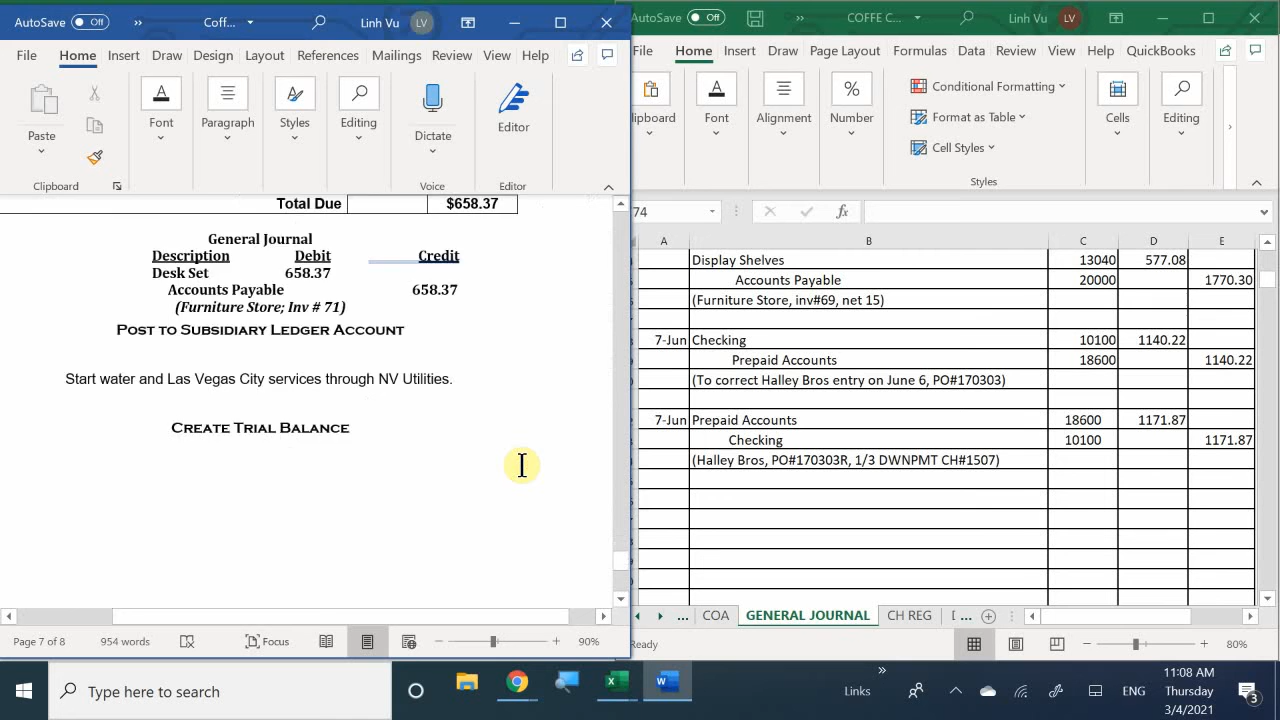 AutoSave Off
Coff...
Linh Vu LV
File Home Insert Draw Design Layout References Mailings Review View Help
Paste
Font
Paragraph
Styles
Editing
Dictate
Editor
Clipboard
Voice
Editor
Total Due $658.37
General Journal
Description Debit Credit
Desk Set 658.37
Accounts Payable 658.37
(Furniture Store; Inv # 71)
Post to Subsidiary Ledger Account
Start water and Las Vegas City services through NV Utilities.
Create Trial Balance
Page 7 of 8 954 words Focus 90%
AutoSave Off
COFFE C...
Linh Vu LV
File Home Insert Draw Page Layout Formulas Data Review View Help QuickBooks
lipboard
Font
Alignment
%
Number
Conditional Formatting
Format as Table
Cell Styles
Styles
Cells
Editing
74 fx
A B C D E
Display Shelves 13040 577.08
Accounts Payable 20000 1770.30
(Furniture Store, inv#69, net 15)
7-Jun Checking 10100 1140.22
Prepaid Accounts 18600 1140.22
(To correct Halley Bros entry on June 6, PO#170303)
7-Jun Prepaid Accounts 18600 1171.87
Checking 10100 1171.87
(Halley Bros, PO#170303R, 1/3 DWNPMT CH#1507)
... COA GENERAL JOURNAL CH REG ...
Ready 80%
Type here to search
Links
ENG
11:08 AM
Thursday
3/4/2021
3